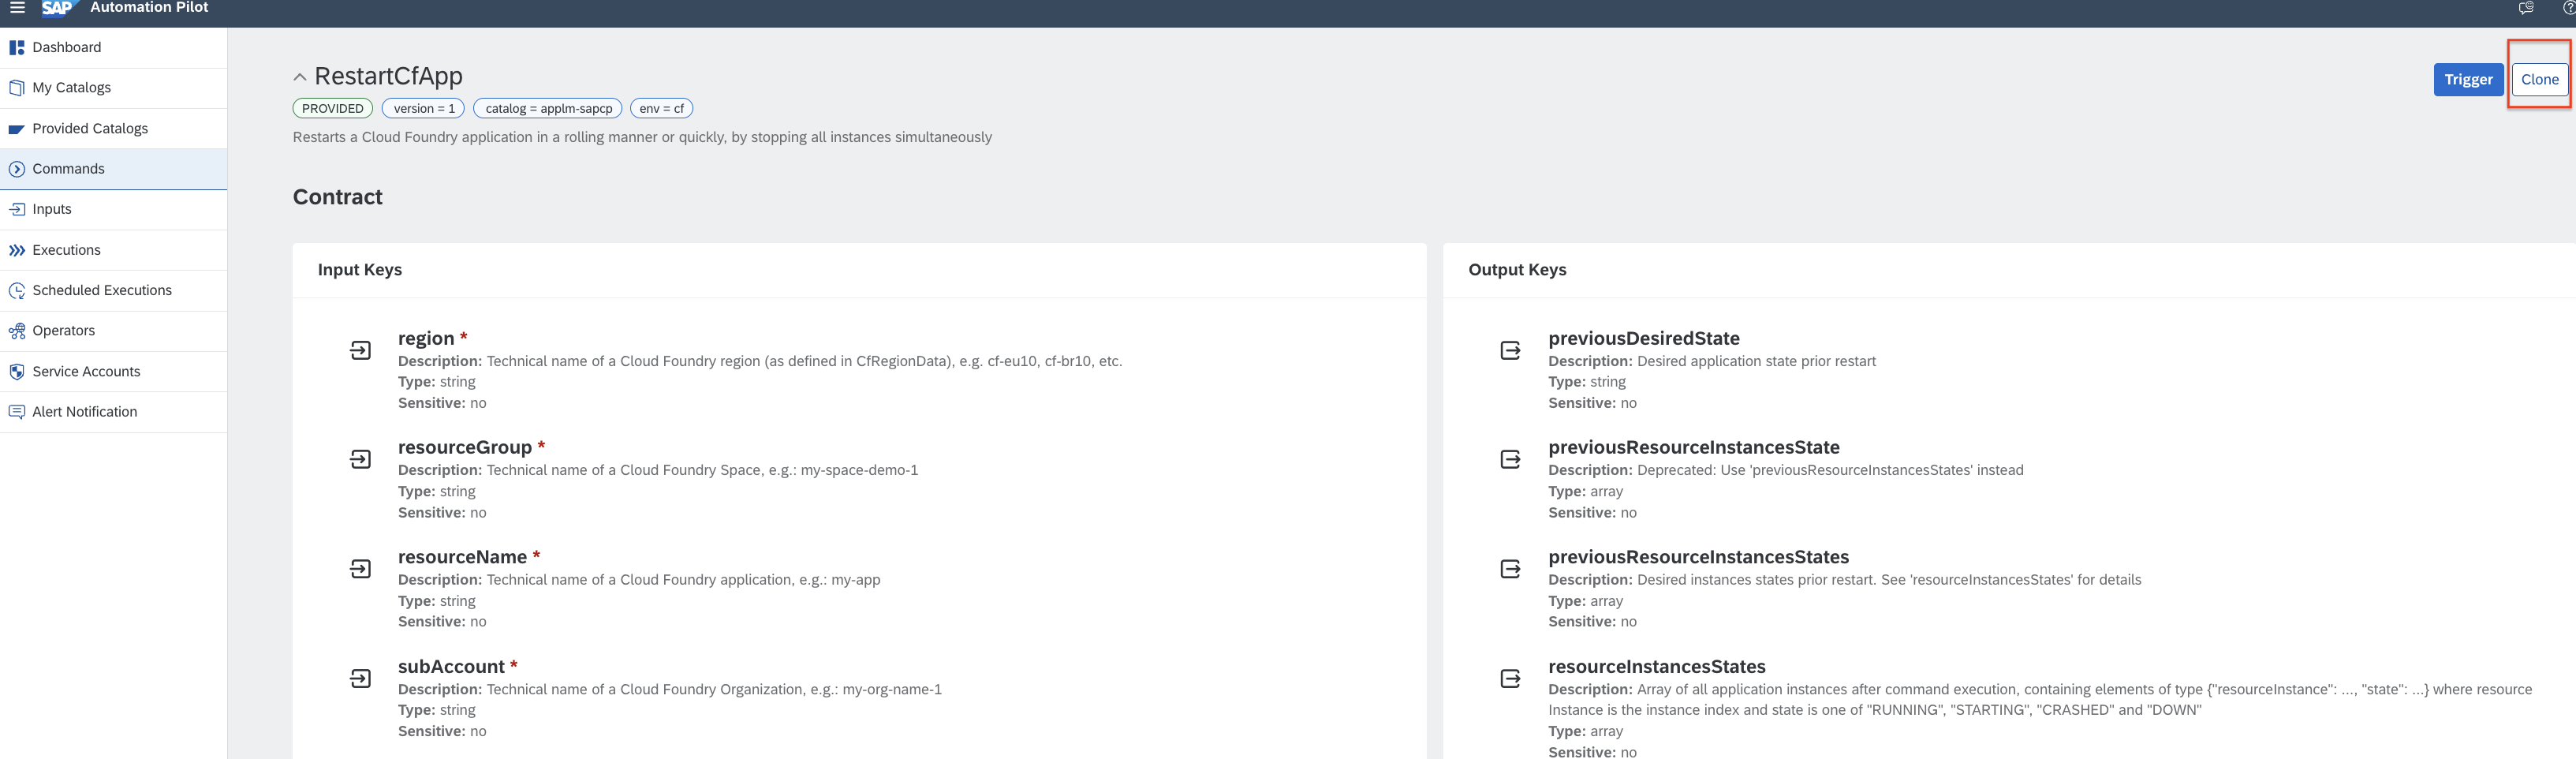 SAP Automation Pilot
Dashboard
My Catalogs
Provided Catalogs
Commands
Inputs
Executions
Scheduled Executions
Operators
Service Accounts
Alert Notification
RestartCfApp
Trigger
Clone
PROVIDED
version = 1
catalog = applm-sapcp
env = cf
Restarts a Cloud Foundry application in a rolling manner or quickly, by stopping all instances simultaneously
Contract
Input Keys
region *
Description: Technical name of a Cloud Foundry region (as defined in CfRegionData), e.g. cf-eu10, cf-br10, etc.
Type: string
Sensitive: no
resourceGroup *
Description: Technical name of a Cloud Foundry Space, e.g.: my-space-demo-1
Type: string
Sensitive: no
resourceName *
Description: Technical name of a Cloud Foundry application, e.g.: my-app
Type: string
Sensitive: no
subAccount *
Description: Technical name of a Cloud Foundry Organization, e.g.: my-org-name-1
Type: string
Sensitive: no
Output Keys
previousDesiredState
Description: Desired application state prior restart
Type: string
Sensitive: no
previousResourceInstancesState
Description: Deprecated: Use 'previousResourceInstancesStates' instead
Type: array
Sensitive: no
previousResourceInstancesStates
Description: Desired instances states prior restart. See 'resourceInstancesStates' for details
Type: array
Sensitive: no
resourceInstancesStates
Description: Array of all application instances after command execution, containing elements of type {"resourceInstance": ..., "state": ...} where resource
Instance is the instance index and state is one of "RUNNING", "STARTING", "CRASHED" and "DOWN"
Type: array
Sensitive: no